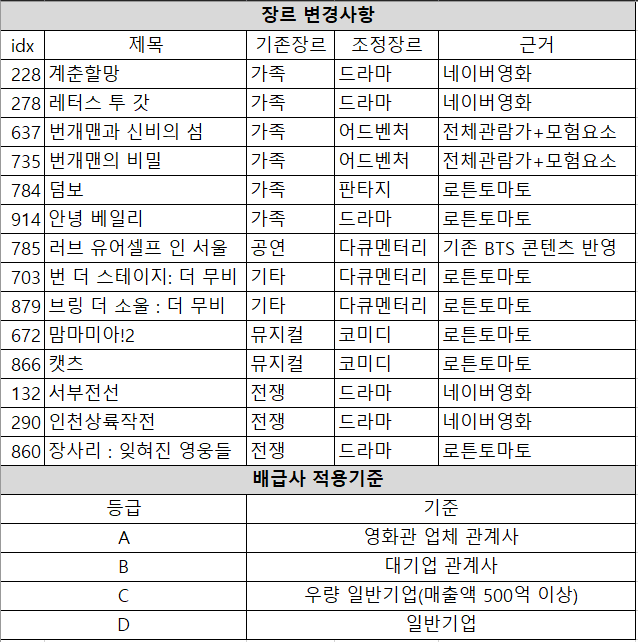 장르 변경사항
idx 제목 기존장르 조정장르 근거
228 계춘할망 가족 드라마 네이버영화
278 레터스 투 갓 가족 드라마 네이버영화
637 번개맨과 신비의 섬 가족 어드벤처 전체관람가+모험요소
735 번개맨의 비밀 가족 어드벤처 전체관람가+모험요소
784 덤보 가족 판타지 로튼토마토
914 안녕 베일리 가족 드라마 로튼토마토
785 러브 유어셀프 인 서울 공연 다큐멘터리 기존 BTS 콘텐츠 반영
703 번 더 스테이지: 더 무비 기타 다큐멘터리 로튼토마토
879 브링 더 소울 : 더 무비 기타 다큐멘터리 로튼토마토
672 맘마미아!2 뮤지컬 코미디 로튼토마토
866 캣츠 뮤지컬 코미디 로튼토마토
132 서부전선 전쟁 드라마 네이버영화
290 인천상륙작전 전쟁 드라마 네이버영화
860 장사리 : 잊혀진 영웅들 전쟁 드라마 로튼토마토
배급사 적용기준
등급 기준
A 영화관 업체 관계사
B 대기업 관계사
C 우량 일반기업(매출액 500억 이상)
D 일반기업